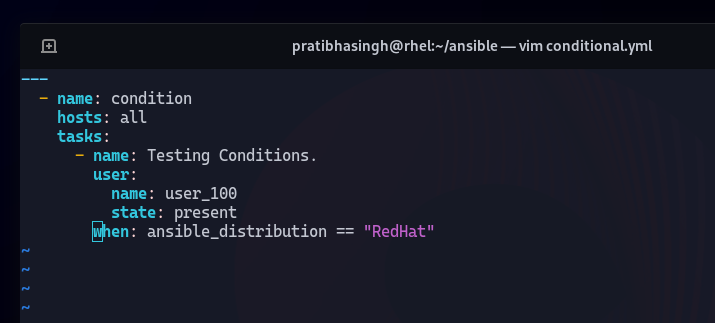 pratibhasingh@rhel:~/ansible — vim conditional.yml
---
  - name: condition
    hosts: all
    tasks:
      - name: Testing Conditions.
        user:
          name: user_100
          state: present
        when: ansible_distribution == "RedHat"
~
~
~
~